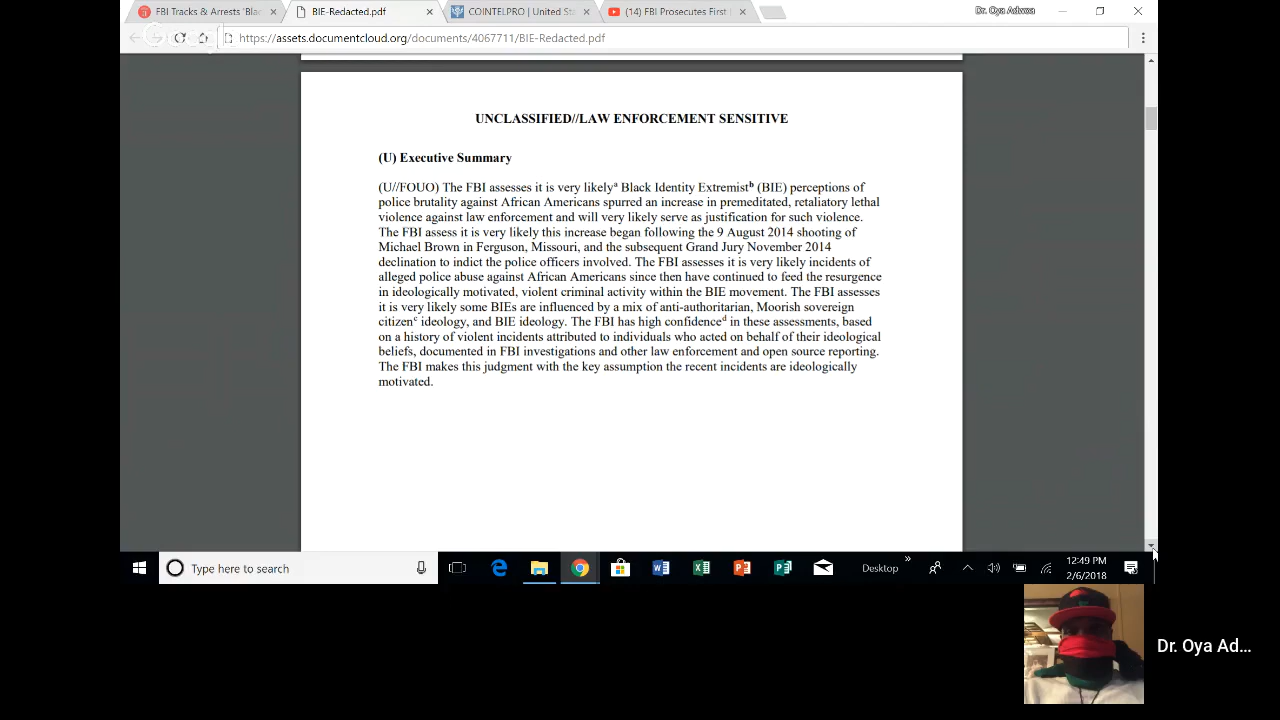 FBI Tracks & Arrests 'Blac
BIE-Redacted.pdf
COINTELPRO | United Sta
(14) FBI Prosecutes First
Dr. Oya Advova
https://assets.documentcloud.org/documents/4067711/BIE-Redacted.pdf
UNCLASSIFIED//LAW ENFORCEMENT SENSITIVE
(U) Executive Summary
(U//FOUO) The FBI assesses it is very likelyᵃ Black Identity Extremistᵇ (BIE) perceptions of
police brutality against African Americans spurred an increase in premeditated, retaliatory lethal
violence against law enforcement and will very likely serve as justification for such violence.
The FBI assess it is very likely this increase began following the 9 August 2014 shooting of
Michael Brown in Ferguson, Missouri, and the subsequent Grand Jury November 2014
declination to indict the police officers involved. The FBI assesses it is very likely incidents of
alleged police abuse against African Americans since then have continued to feed the resurgence
in ideologically motivated, violent criminal activity within the BIE movement. The FBI assesses
it is very likely some BIEs are influenced by a mix of anti-authoritarian, Moorish sovereign
citizenᶜ ideology, and BIE ideology. The FBI has high confidenceᵈ in these assessments, based
on a history of violent incidents attributed to individuals who acted on behalf of their ideological
beliefs, documented in FBI investigations and other law enforcement and open source reporting.
The FBI makes this judgment with the key assumption the recent incidents are ideologically
motivated.
Type here to search
Desktop
12:49 PM
2/6/2018
Dr. Oya Ad...